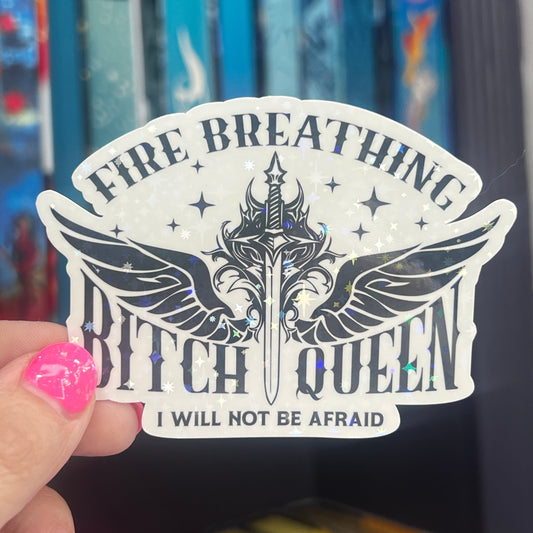 FIRE BREATHING
BITCH QUEEN
I WILL NOT BE AFRAID